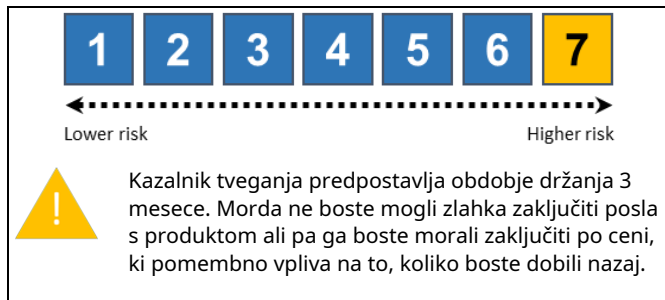 1 2 3 4 5 6 7
Lower risk Higher risk
!
Kazalnik tveganja predpostavlja obdobje držanja 3
mesece. Morda ne boste mogli zlahka zaključiti posla
s produktom ali pa ga boste morali zaključiti po ceni,
ki pomembno vpliva na to, koliko boste dobili nazaj.